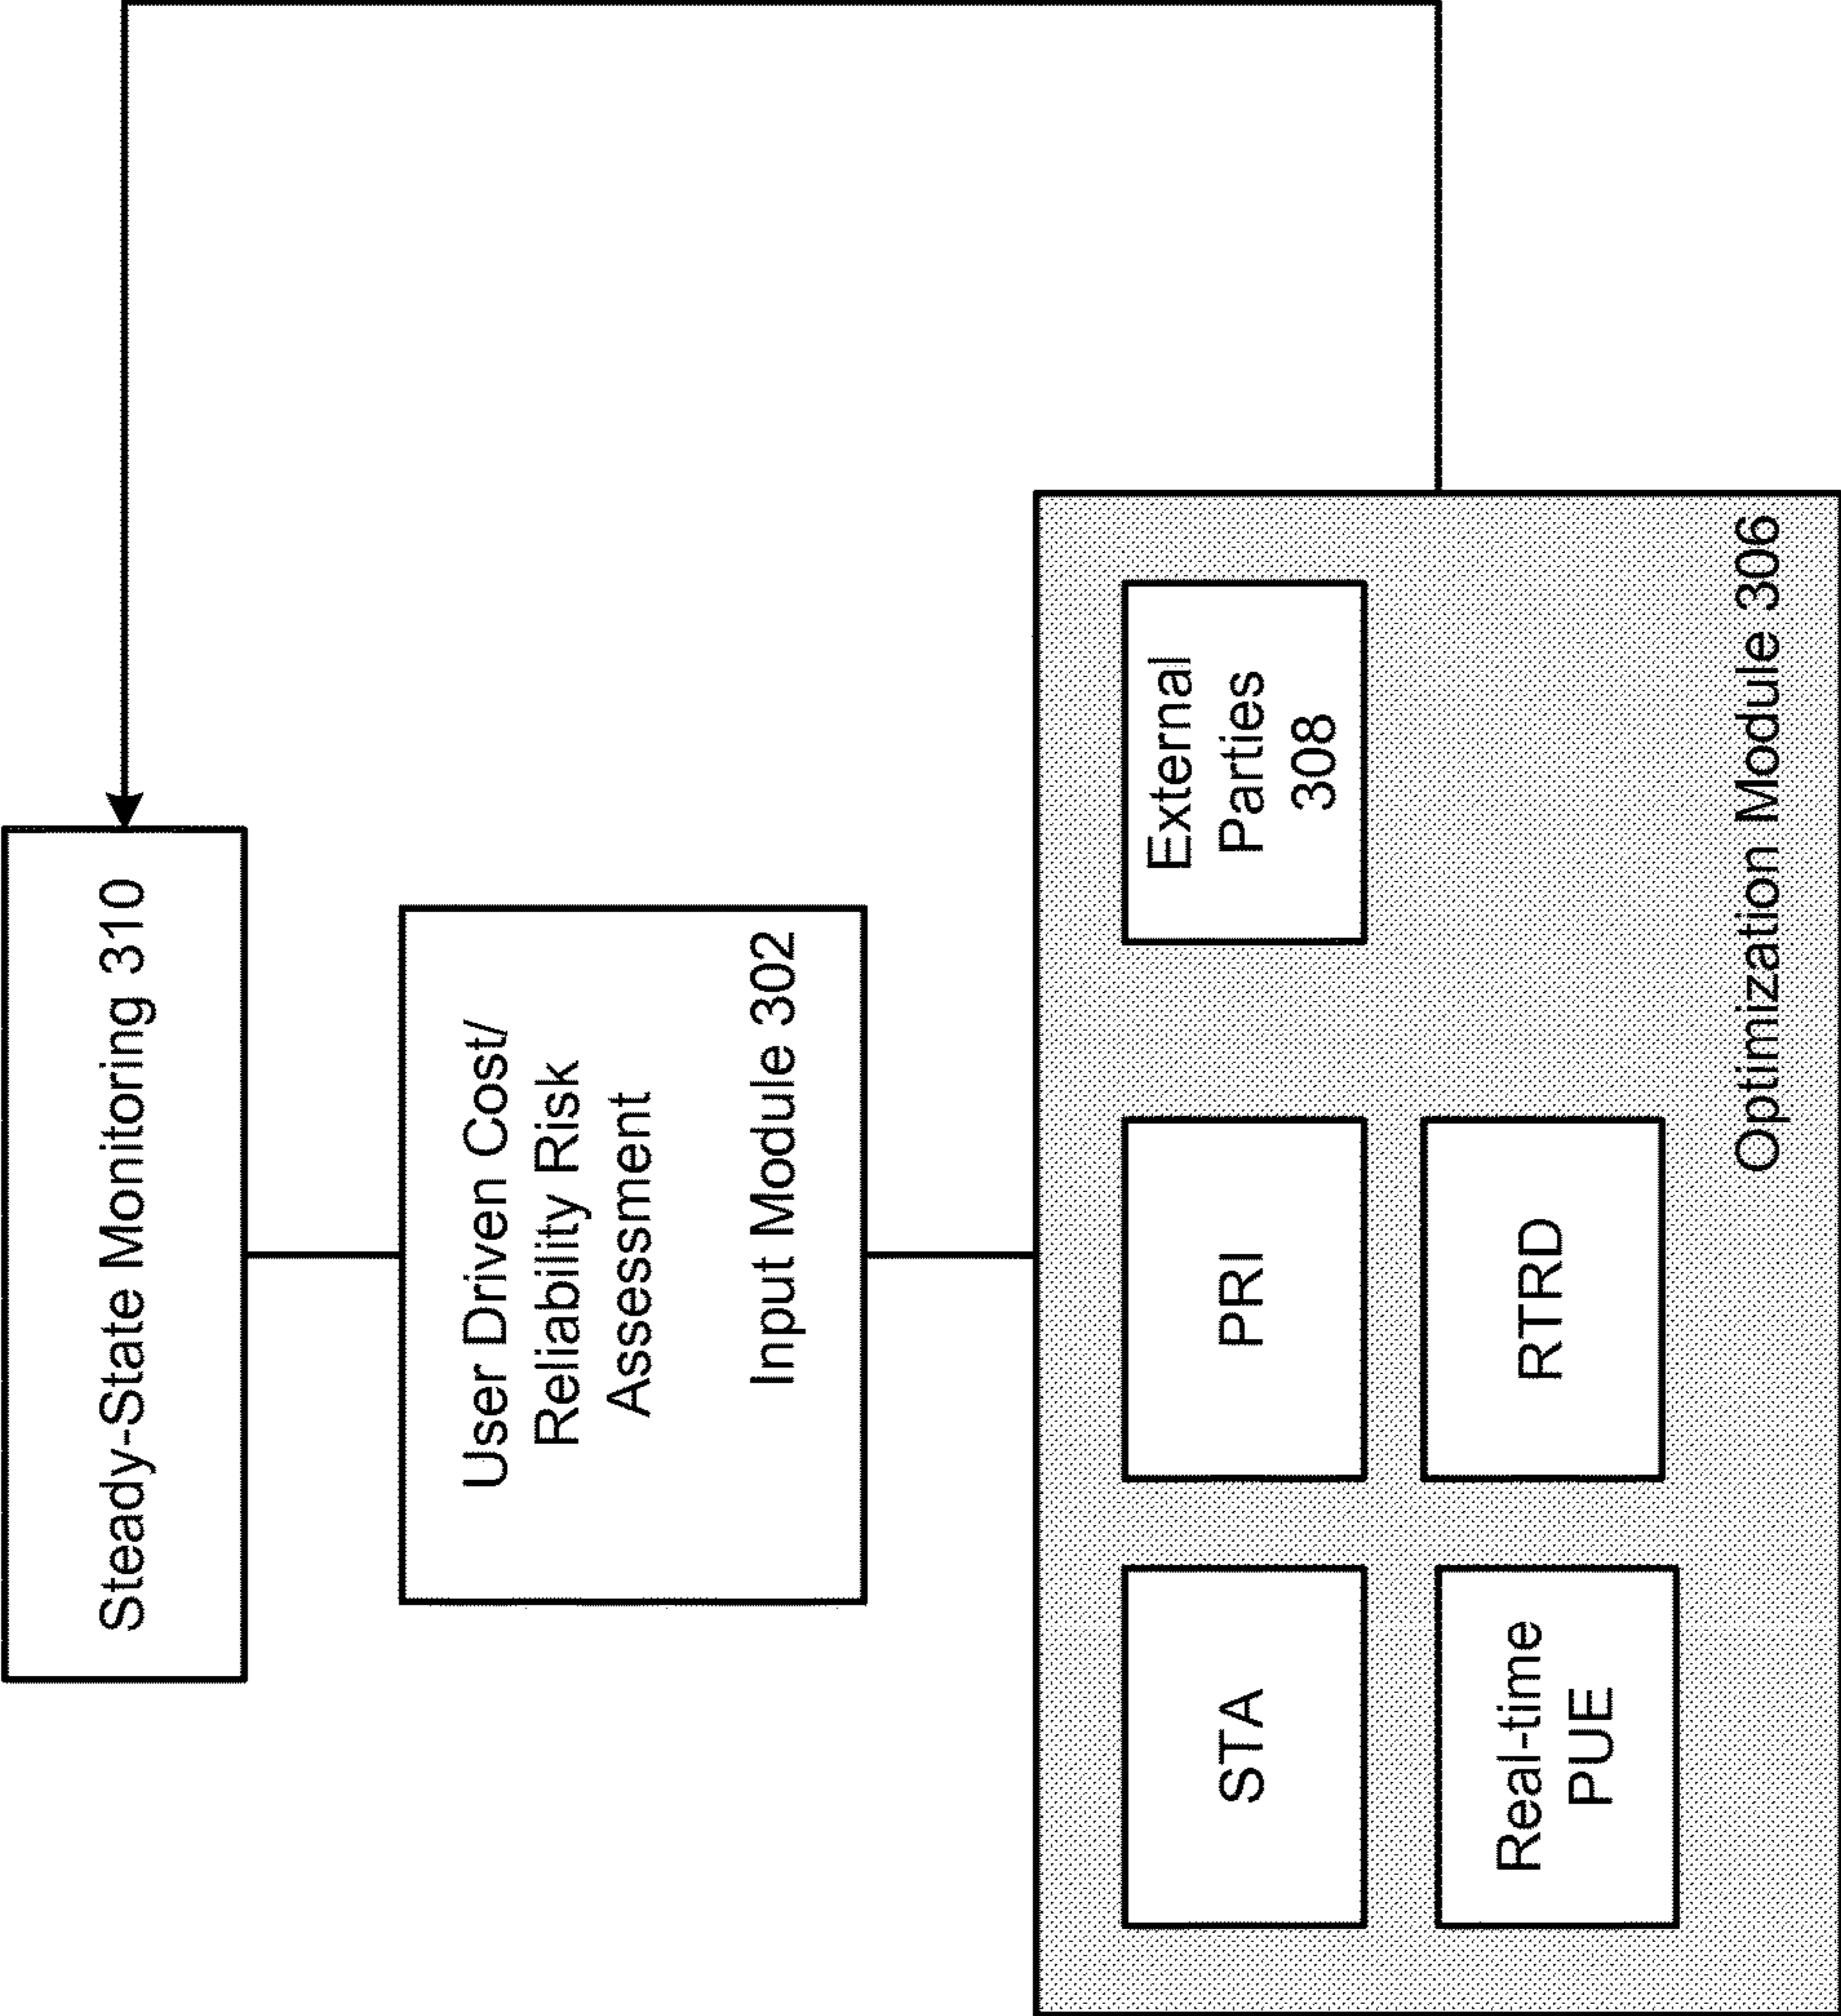 Steady-State Monitoring 310
User Driven Cost/
Reliability Risk
Assessment
Input Module 302
STA
PRI
External
Parties
308
Real-time
PUE
RTRD
Optimization Module 306